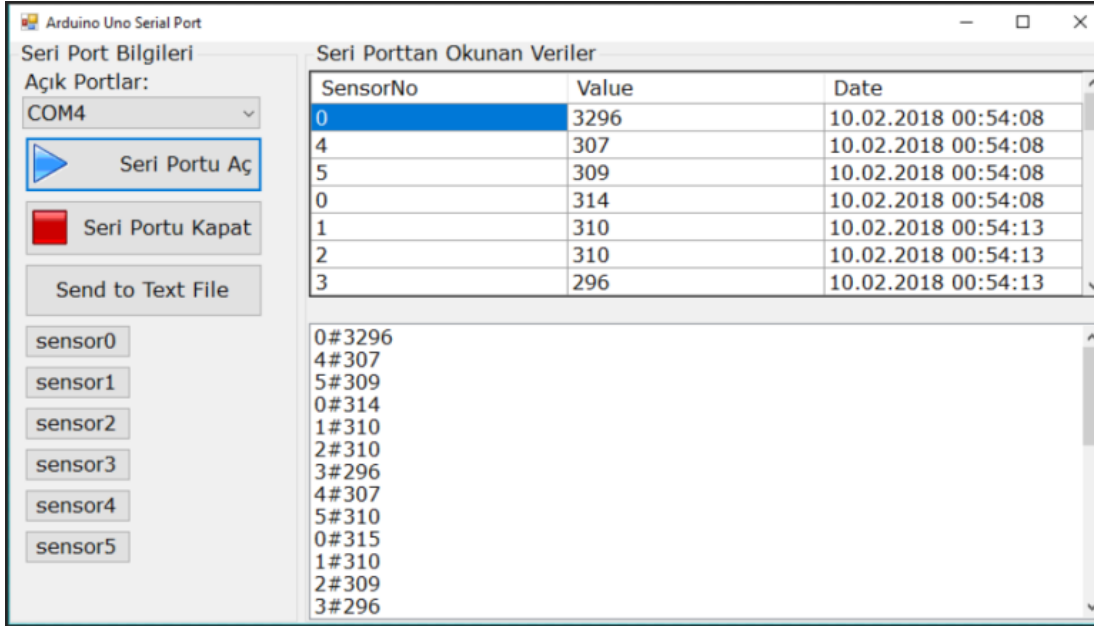 Arduino Uno Serial Port
Seri Port Bilgileri
Açık Portlar:
COM4
Seri Portu Aç
Seri Portu Kapat
Send to Text File
sensor0
sensor1
sensor2
sensor3
sensor4
sensor5
Seri Porttan Okunan Veriler
SensorNo Value Date
0 3296 10.02.2018 00:54:08
4 307 10.02.2018 00:54:08
5 309 10.02.2018 00:54:08
0 314 10.02.2018 00:54:08
1 310 10.02.2018 00:54:13
2 310 10.02.2018 00:54:13
3 296 10.02.2018 00:54:13
0#3296
4#307
5#309
0#314
1#310
2#310
3#296
4#307
5#310
0#315
1#310
2#309
3#296